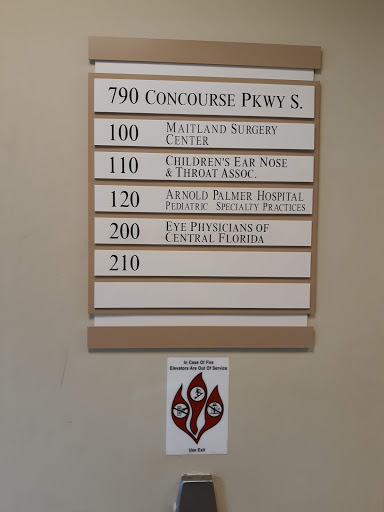 790 CONCOURSE PKWY S.
100 MAITLAND SURGERY
CENTER
110 CHILDREN'S EAR NOSE
& THROAT ASSOC.
120 ARNOLD PALMER HOSPITAL
PEDIATRIC SPECIALTY PRACTICES
200 EYE PHYSICIANS OF
CENTRAL FLORIDA
210
In Case Of Fire
Elevators Are Out Of Service
Use Exit